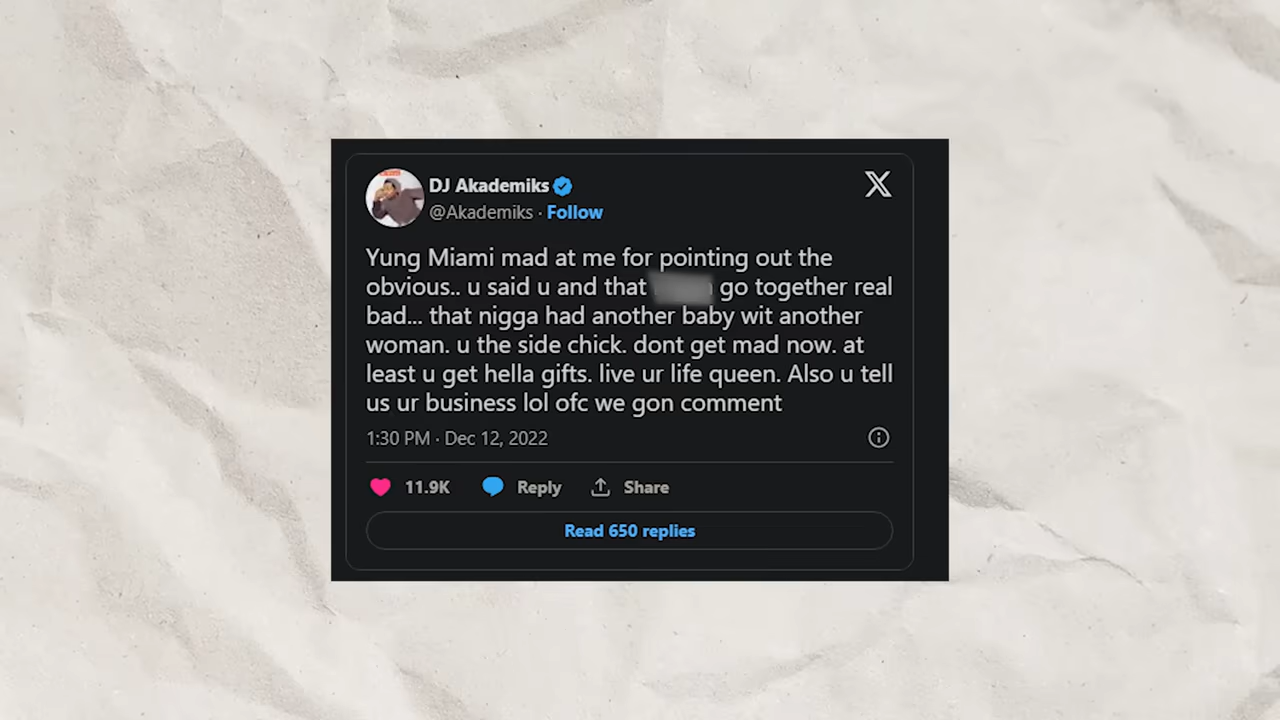 DJ Akademiks
@Akademiks · Follow
Yung Miami mad at me for pointing out the
obvious.. u said u and that go together real
bad... that nigga had another baby wit another
woman. u the side chick. dont get mad now. at
least u get hella gifts. live ur life queen. Also u tell
us ur business lol ofc we gon comment
1:30 PM · Dec 12, 2022
11.9K Reply Share
Read 650 replies